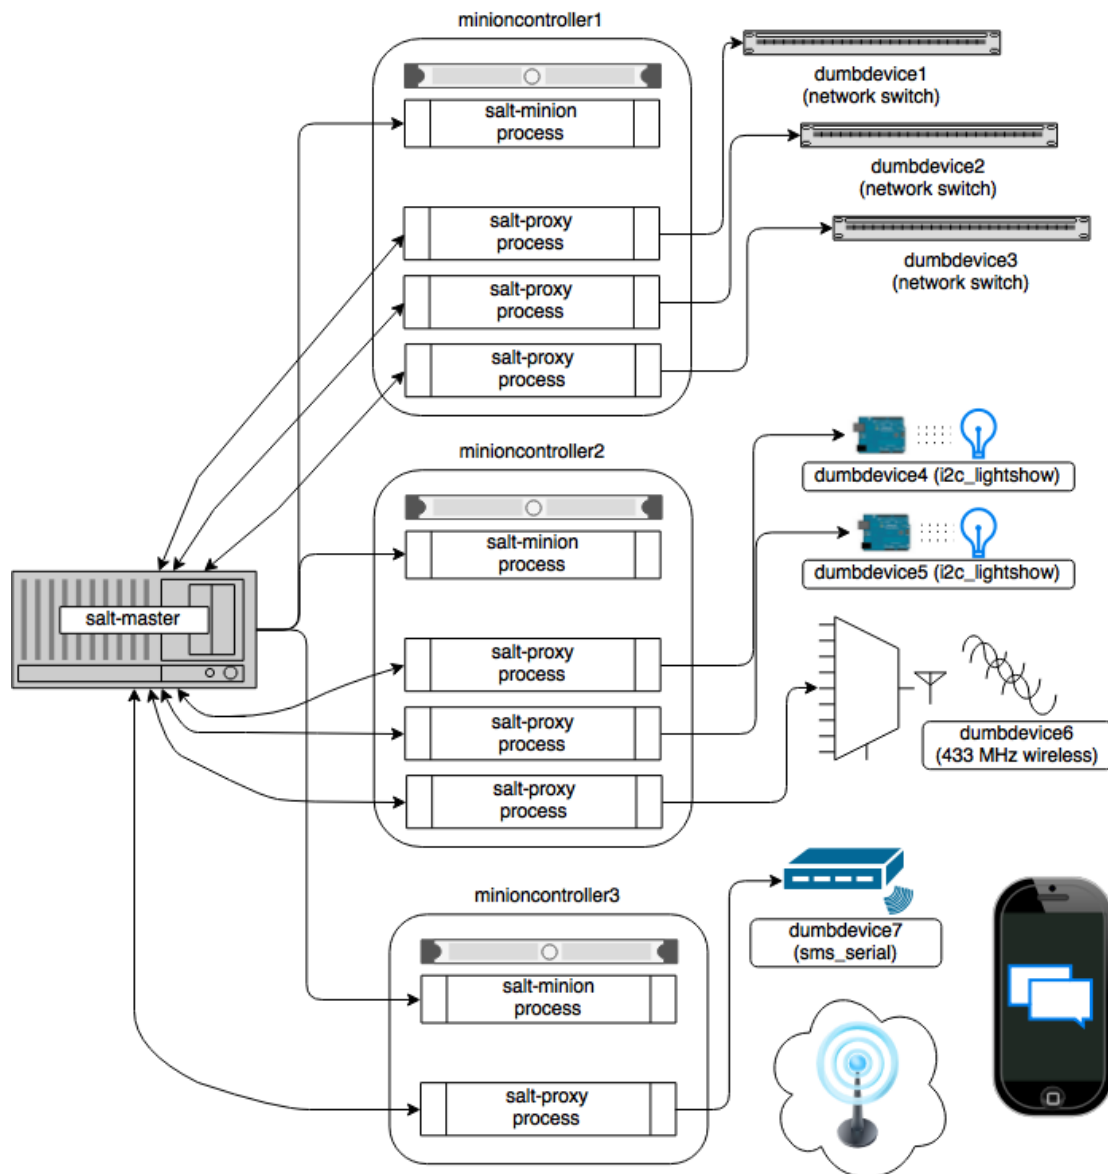 minioncontroller1
salt-minion
process
salt-proxy
process
salt-proxy
process
salt-proxy
process
dumbdevice1
(network switch)
dumbdevice2
(network switch)
dumbdevice3
(network switch)
minioncontroller2
salt-minion
process
salt-proxy
process
salt-proxy
process
salt-proxy
process
dumbdevice4 (i2c_lightshow)
dumbdevice5 (i2c_lightshow)
dumbdevice6
(433 MHz wireless)
salt-master
minioncontroller3
salt-minion
process
salt-proxy
process
dumbdevice7
(sms_serial)